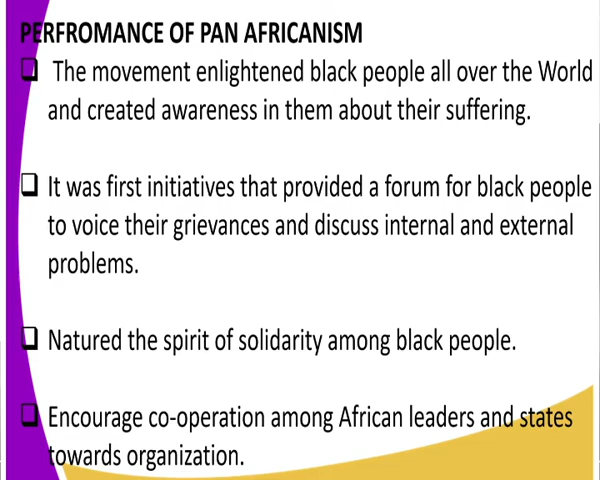 PERFROMANCE OF PAN AFRICANISM
❑ The movement enlightened black people all over the World
and created awareness in them about their suffering.
❑ It was first initiatives that provided a forum for black people
to voice their grievances and discuss internal and external
problems.
❑ Natured the spirit of solidarity among black people.
❑ Encourage co-operation among African leaders and states
towards organization.